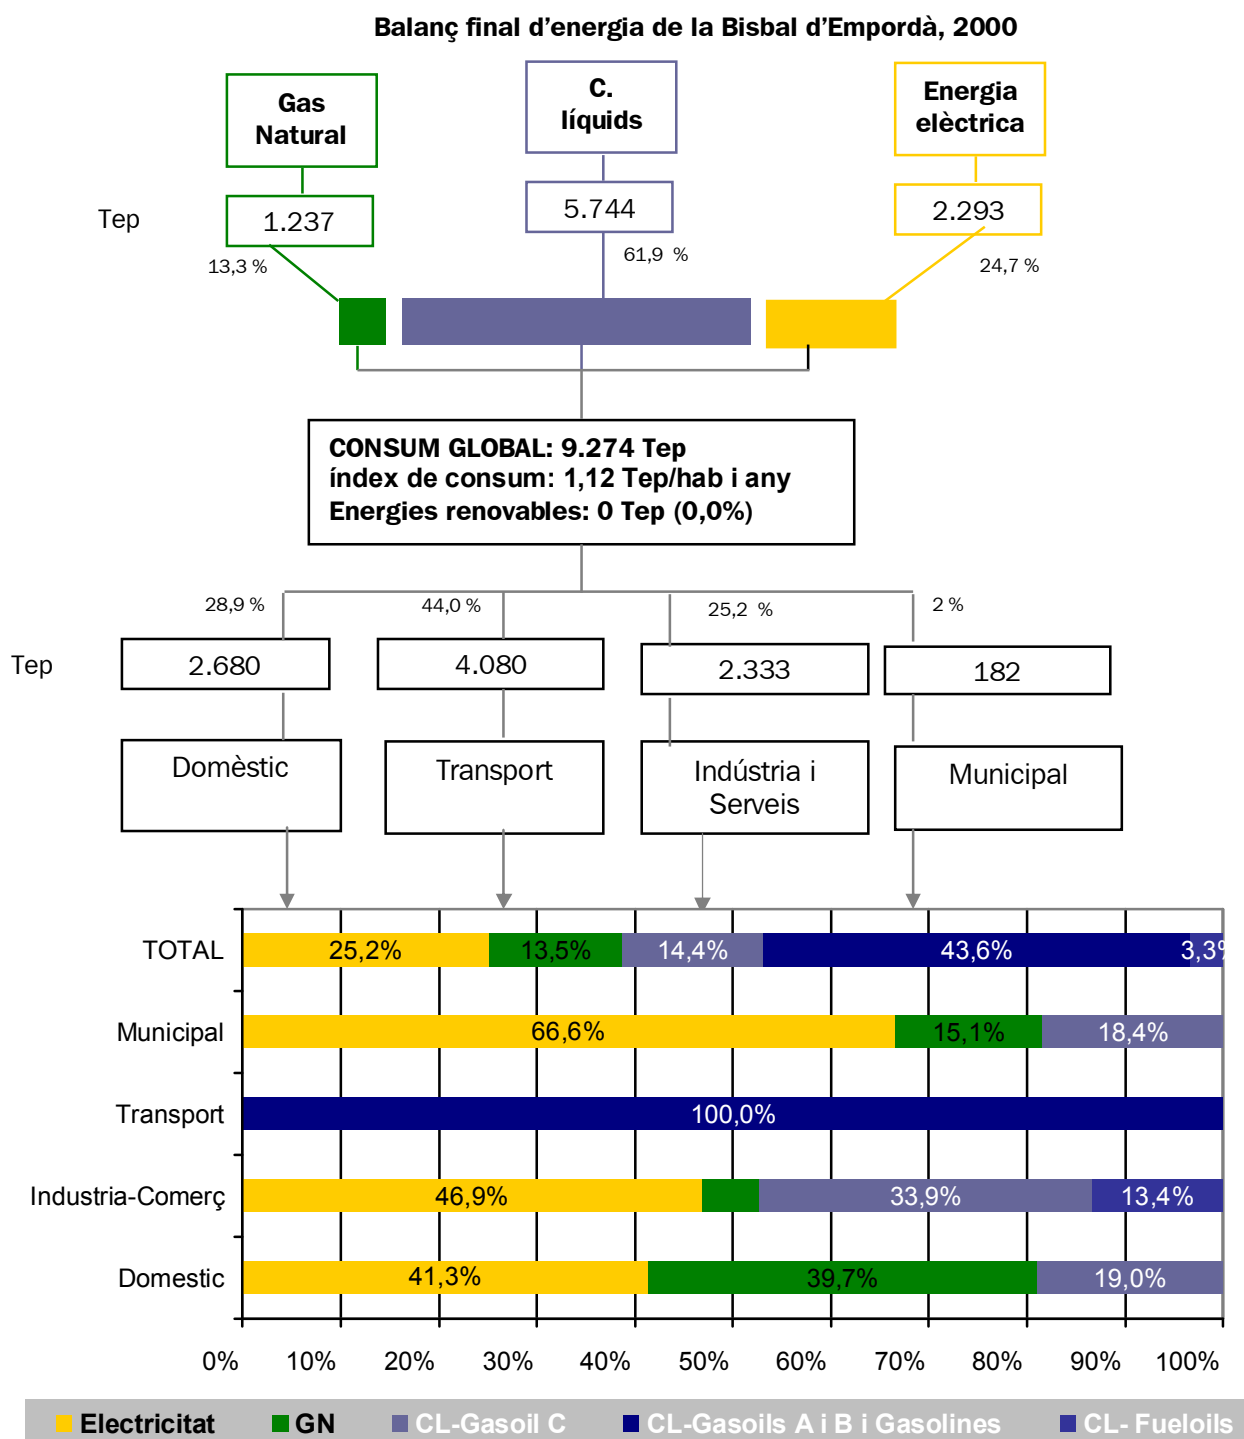 Balanç final d’energia de la Bisbal d’Empordà, 2000
Gas
Natural
C.
líquids
Energia
elèctrica
Tep
1.237
5.744
2.293
13,3 %
61,9 %
24,7 %
CONSUM GLOBAL: 9.274 Tep
índex de consum: 1,12 Tep/hab i any
Energies renovables: 0 Tep (0,0%)
28,9 %
44,0 %
25,2 %
2 %
Tep
2.680
4.080
2.333
182
Domèstic
Transport
Indústria i
Serveis
Municipal
TOTAL
25,2%
13,5%
14,4%
43,6%
3,3%
Municipal
66,6%
15,1%
18,4%
Transport
100,0%
Industria-Comerç
46,9%
33,9%
13,4%
Domestic
41,3%
39,7%
19,0%
0% 10% 20% 30% 40% 50% 60% 70% 80% 90% 100%
Electricitat GN CL-Gasoil C CL-Gasoils A i B i Gasolines CL- Fueloils